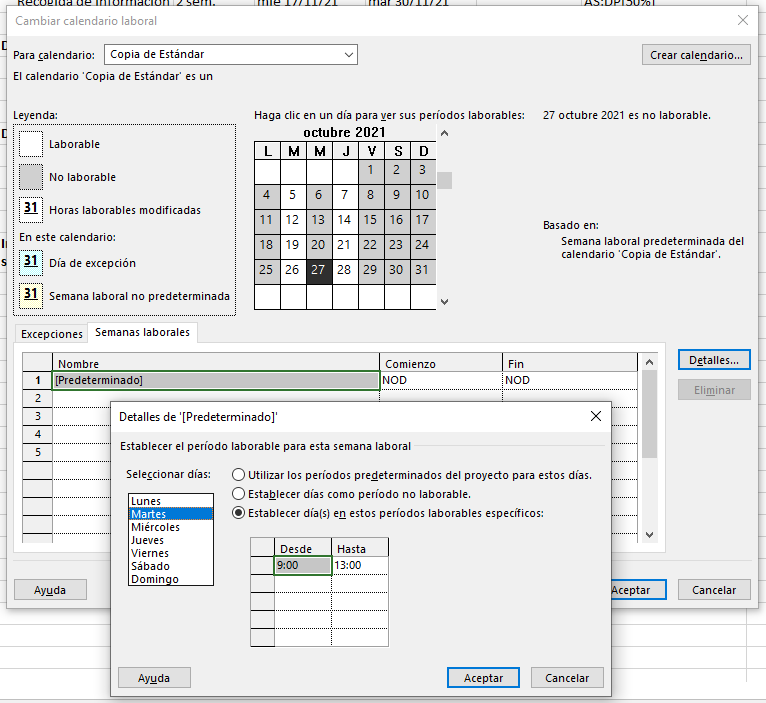 Recogida de información 2 sem. mié 17/11/21 mar 30/11/21 AS:DPI50%]
Cambiar calendario laboral
Para calendario: Copia de Estándar Crear calendario...
El calendario 'Copia de Estándar' es un
Leyenda: Haga clic en un día para ver sus períodos laborables: 27 octubre 2021 es no laborable.
octubre 2021
Laborable
L M M J V S D
1 2 3
No laborable
4 5 6 7 8 9 10
31 Horas laborables modificadas
11 12 13 14 15 16 17
Basado en:
En este calendario:
18 19 20 21 22 23 24
Semana laboral predeterminada del
calendario 'Copia de Estándar'.
31 Día de excepción
25 26 27 28 29 30 31
31 Semana laboral no predeterminada
Excepciones Semanas laborales
Nombre Comienzo Fin Detalles...
1 [Predeterminado] NOD NOD
Eliminar
2
3
4
5
Detalles de '[Predeterminado]'
Establecer el período laborable para esta semana laboral
Seleccionar días: Utilizar los períodos predeterminados del proyecto para estos días.
Establecer días como período no laborable.
Establecer día(s) en estos períodos laborables específicos:
Lunes
Martes
Miércoles
Jueves
Viernes
Sábado
Domingo
Desde Hasta
9:00 13:00
Ayuda Aceptar Cancelar
Ayuda Aceptar Cancelar